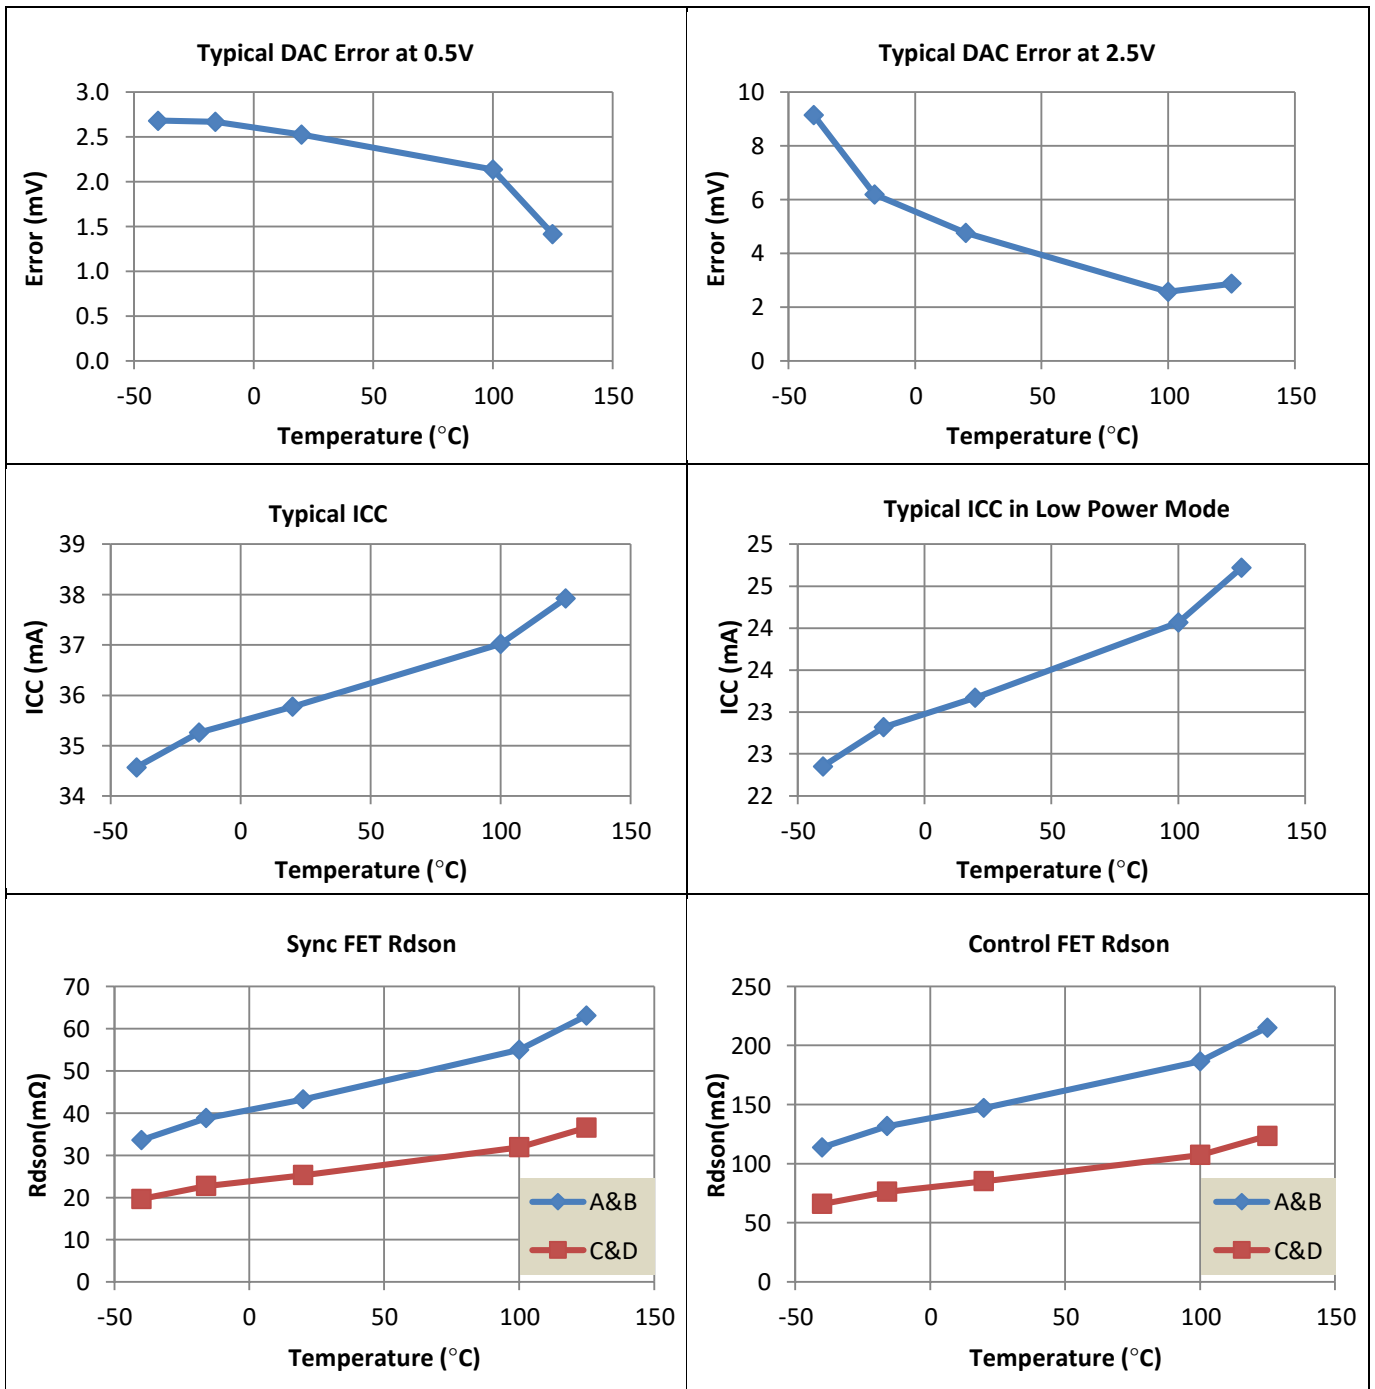 Typical DAC Error at 0.5V
3.0
2.5
2.0
1.5
1.0
0.5
0.0
Error (mV)
-50 0 50 100 150
Temperature (°C)
Typical DAC Error at 2.5V
10
8
6
4
2
0
Error (mV)
-50 0 50 100 150
Temperature (°C)
Typical ICC
39
38
37
36
35
34
ICC (mA)
-50 0 50 100 150
Temperature (°C)
Typical ICC in Low Power Mode
25
25
24
24
23
23
22
ICC (mA)
-50 0 50 100 150
Temperature (°C)
Sync FET Rdson
70
60
50
40
30
20
10
0
Rdson(mΩ)
A&B
C&D
-50 0 50 100 150
Temperature (°C)
Control FET Rdson
250
200
150
100
50
0
Rdson(mΩ)
A&B
C&D
-50 0 50 100 150
Temperature (°C)